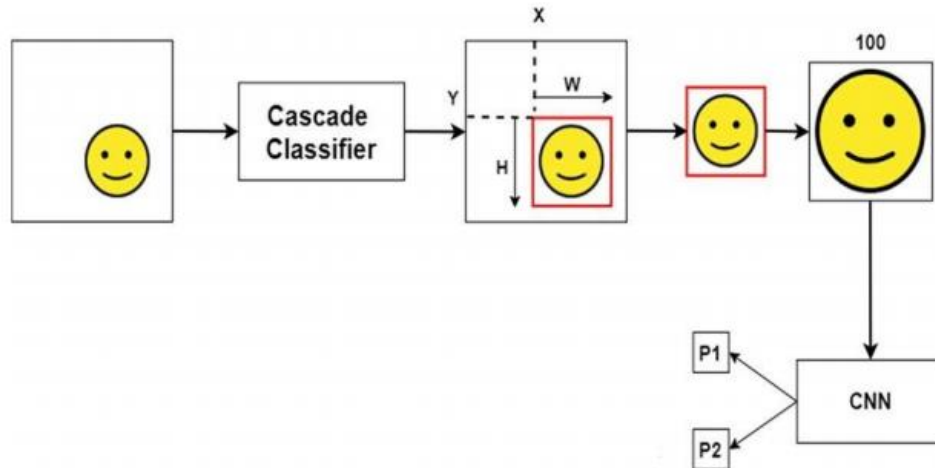 X
100
Y
W
Cascade
Classifier
H
P1
CNN
P2